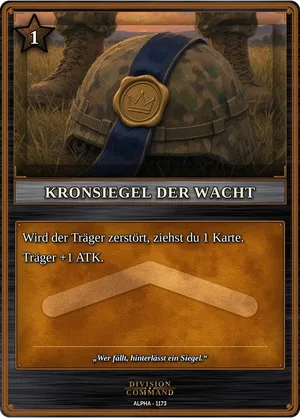 1
KRONSIEGEL DER WACHT
Wird der Träger zerstört, ziehst du 1 Karte.
Träger +1 ATK.
„Wer fällt, hinterlässt ein Siegel.“
DIVISION
COMMAND
ALPHA - 1173